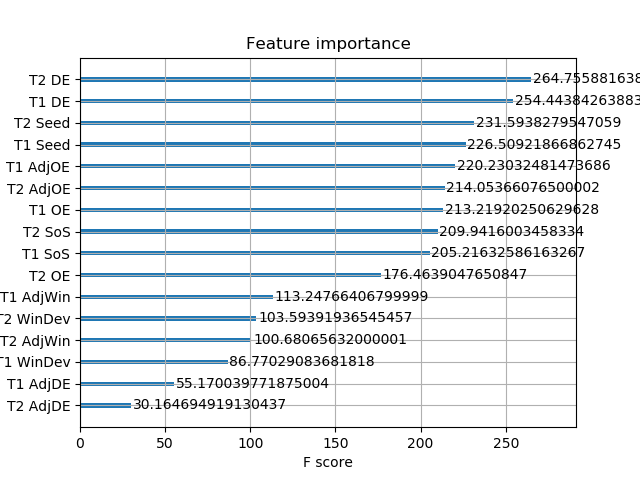 Feature importance
T2 DE 264.755881638
T1 DE 254.44384263883
T2 Seed 231.5938279547059
T1 Seed 226.50921866862745
T1 AdjOE 220.23032481473686
T2 AdjOE 214.05366076500002
T1 OE 213.21920250629628
T2 SoS 209.9416003458334
T1 SoS 205.21632586163267
T2 OE 176.4639047650847
T1 AdjWin 113.24766406799999
T2 WinDev 103.59391936545457
T2 AdjWin 100.68065632000001
T1 WinDev 86.77029083681818
T1 AdjDE 55.170039771875004
T2 AdjDE 30.164694919130437
0 50 100 150 200 250
F score